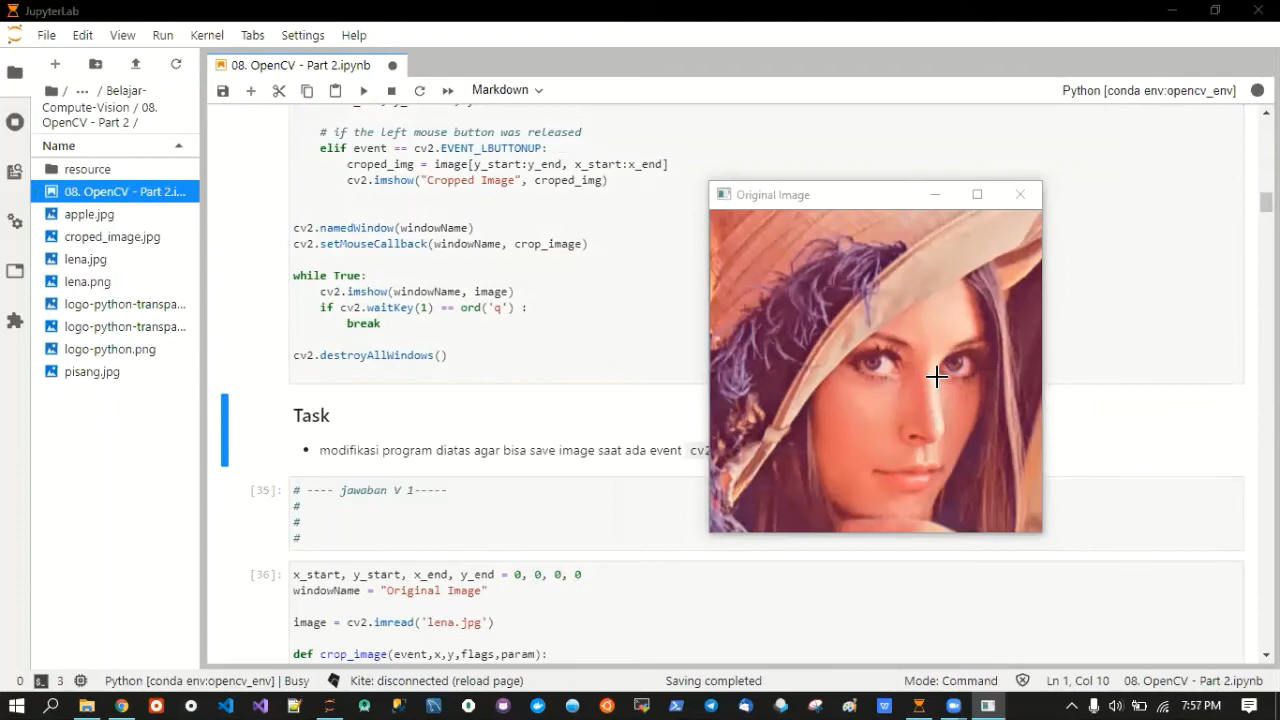 JupyterLab
File Edit View Run Kernel Tabs Settings Help
08. OpenCV - Part 2.ipynb
Markdown
Python [conda env:opencv_env]
/ ... / Belajar-
Compute-Vision / 08.
OpenCV - Part 2 /
Name
resource
08. OpenCV - Part 2.i...
apple.jpg
croped_image.jpg
lena.jpg
lena.png
logo-python-transpa...
logo-python-transpa...
logo-python.png
pisang.jpg
# if the left mouse button was released
elif event == cv2.EVENT_LBUTTONUP:
croped_img = image[y_start:y_end, x_start:x_end]
cv2.imshow("Cropped Image", croped_img)
cv2.namedWindow(windowName)
cv2.setMouseCallback(windowName, crop_image)
while True:
cv2.imshow(windowName, image)
if cv2.waitKey(1) == ord('q') :
break
cv2.destroyAllWindows()
Original Image
Task
• modifikasi program diatas agar bisa save image saat ada event cv2
[35]:
# ---- jawaban V 1-----
#
#
#
[36]:
x_start, y_start, x_end, y_end = 0, 0, 0, 0
windowName = "Original Image"
image = cv2.imread('lena.jpg')
def crop_image(event,x,y,flags,param):
0 3 Python [conda env:opencv_env] | Busy Kite: disconnected (reload page) Saving completed Mode: Command Ln 1, Col 10 08. OpenCV - Part 2.ipynb
7:57 PM